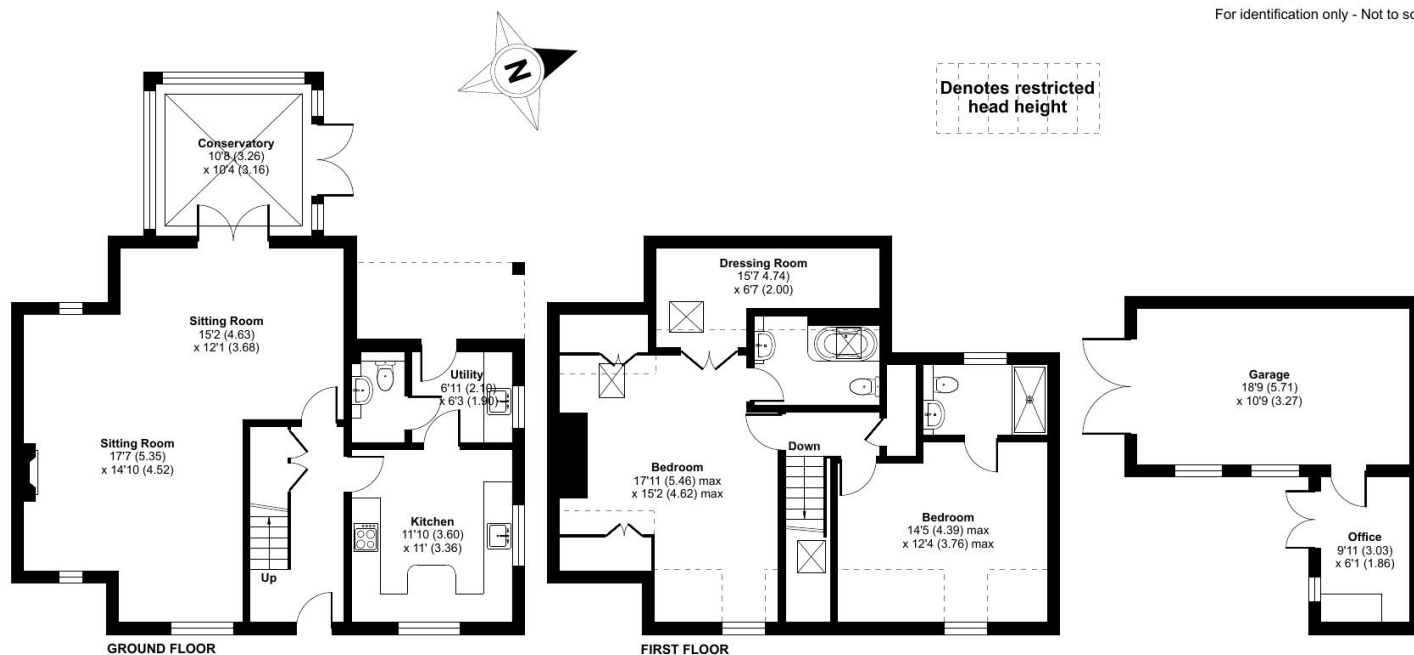 For identification only - Not to sc
N
Denotes restricted
head height
Conservatory
10'8 (3.26)
x 10'4 (3.16)
Sitting Room
15'2 (4.63)
x 12'1 (3.68)
Utility
6'11 (2.10)
x 6'3 (1.90)
Sitting Room
17'7 (5.35)
x 14'10 (4.52)
Kitchen
11'10 (3.60)
x 11' (3.36)
Up
GROUND FLOOR
Dressing Room
15'7 4.74)
x 6'7 (2.00)
Down
Bedroom
17'11 (5.46) max
x 15'2 (4.62) max
Bedroom
14'5 (4.39) max
x 12'4 (3.76) max
FIRST FLOOR
Garage
18'9 (5.71)
x 10'9 (3.27)
Office
9'11 (3.03)
x 6'1 (1.86)